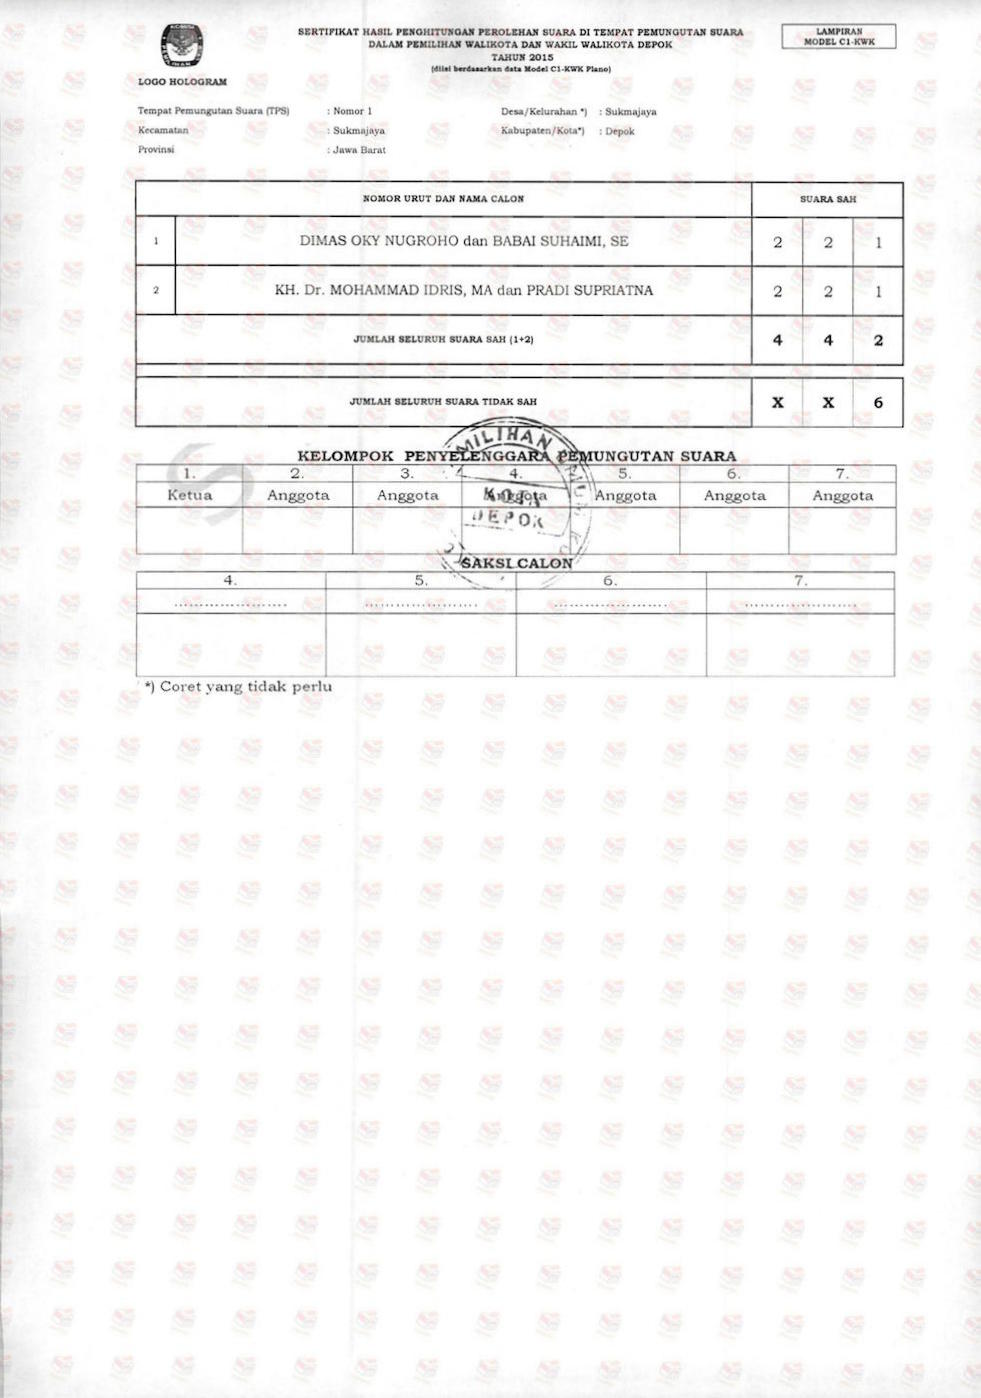 SERTIFIKAT HASIL PENGHITUNGAN PEROLEHAN SUARA DI TEMPAT PEMUNGUTAN SUARA
DALAM PEMILIHAN WALIKOTA DAN WAKIL WALIKOTA DEPOK
TAHUN 2015
(diisi berdasarkan data Model C1-KWK Plano)
LAMPIRAN
MODEL C1-KWK
LOGO HOLOGRAM
Tempat Pemungutan Suara (TPS) : Nomor 1 Desa/Kelurahan *) : Sukmajaya
Kecamatan : Sukmajaya Kabupaten/Kota*) : Depok
Provinsi : Jawa Barat
NOMOR URUT DAN NAMA CALON SUARA SAH
1 DIMAS OKY NUGROHO dan BABAI SUHAIMI, SE 2 2 1
2 KH. Dr. MOHAMMAD IDRIS, MA dan PRADI SUPRIATNA 2 2 1
JUMLAH SELURUH SUARA SAH (1+2) 4 4 2
JUMLAH SELURUH SUARA TIDAK SAH X X 6
KELOMPOK PENYELENGGARA PEMUNGUTAN SUARA
1. 2. 3. 4. 5. 6. 7.
Ketua Anggota Anggota Anggota Anggota Anggota Anggota
KOTA
DEPOK
SAKSI CALON
4. 5. 6. 7.
...................... ...................... ...................... ......................
*) Coret yang tidak perlu